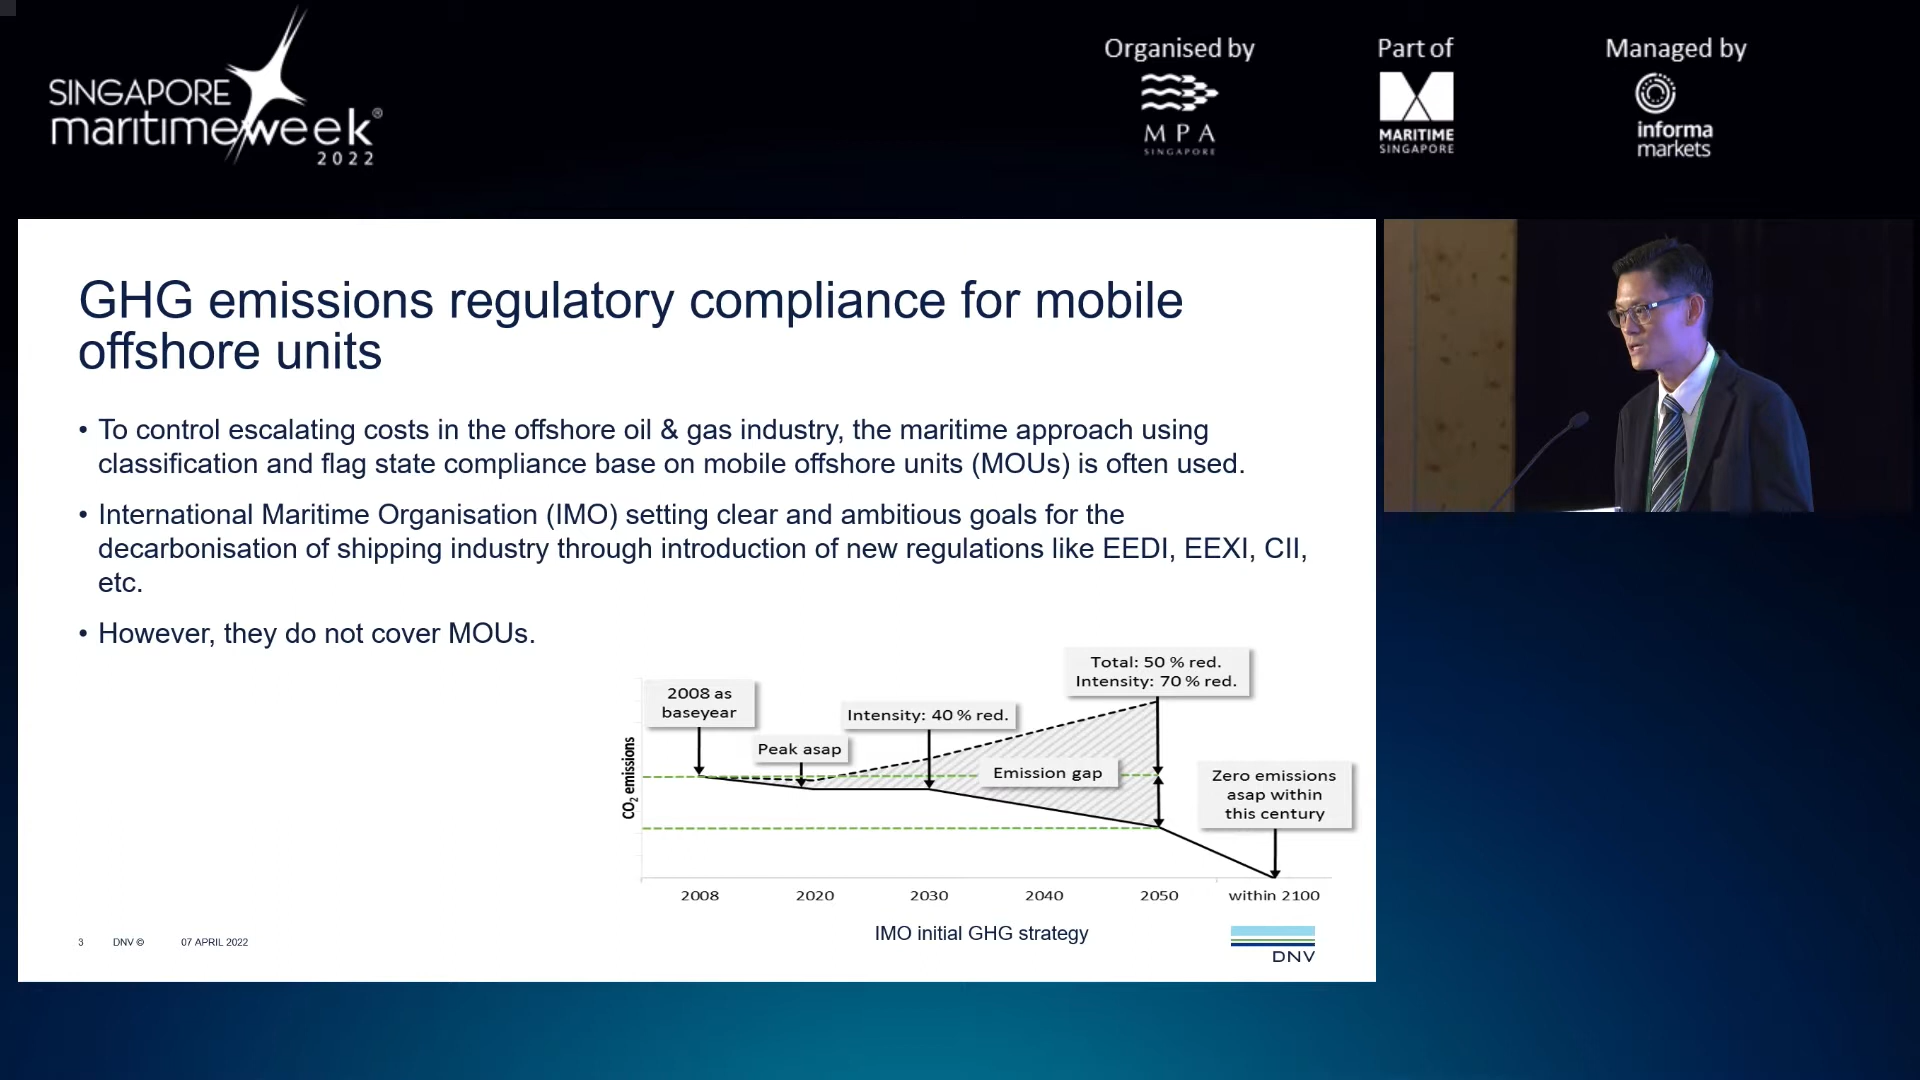 SINGAPORE
maritimeweek®
2022
Organised by
MPA
SINGAPORE
Part of
MARITIME
SINGAPORE
Managed by
informa
markets
GHG emissions regulatory compliance for mobile
offshore units
• To control escalating costs in the offshore oil & gas industry, the maritime approach using
classification and flag state compliance base on mobile offshore units (MOUs) is often used.
• International Maritime Organisation (IMO) setting clear and ambitious goals for the
decarbonisation of shipping industry through introduction of new regulations like EEDI, EEXI, CII,
etc.
• However, they do not cover MOUs.
Total: 50 % red.
Intensity: 70 % red.
2008 as
baseyear
Intensity: 40 % red.
Peak asap
Emission gap
Zero emissions
asap within
this century
CO2 emissions
2008 2020 2030 2040 2050 within 2100
IMO initial GHG strategy
3 DNV © 07 APRIL 2022
DNV